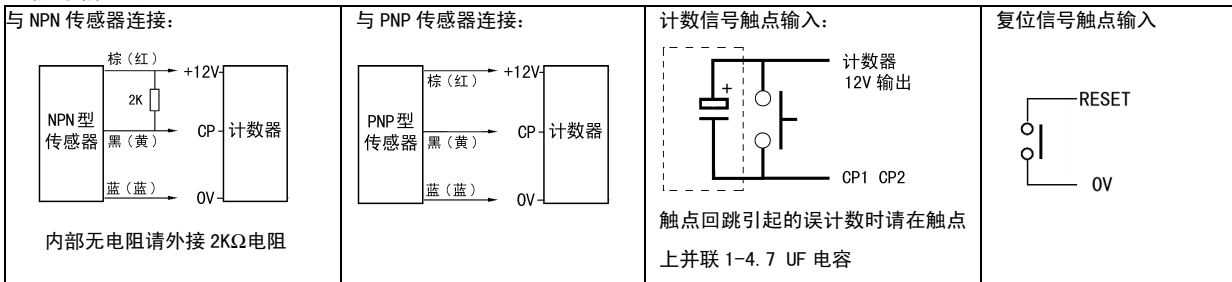 与 NPN 传感器连接:
棕（红）
+12V
2K
NPN型
传感器
黑（黄）
CP
计数器
蓝（蓝）
0V
内部无电阻请外接 2KΩ电阻
与 PNP 传感器连接:
+12V
棕（红）
PNP型
传感器
黑（黄）
CP
计数器
蓝（蓝）
0V
计数信号触点输入:
计数器
12V 输出
+
CP1 CP2
触点回跳引起的误计数时请在触点
上并联 1-4.7 UF 电容
复位信号触点输入
RESET
0V